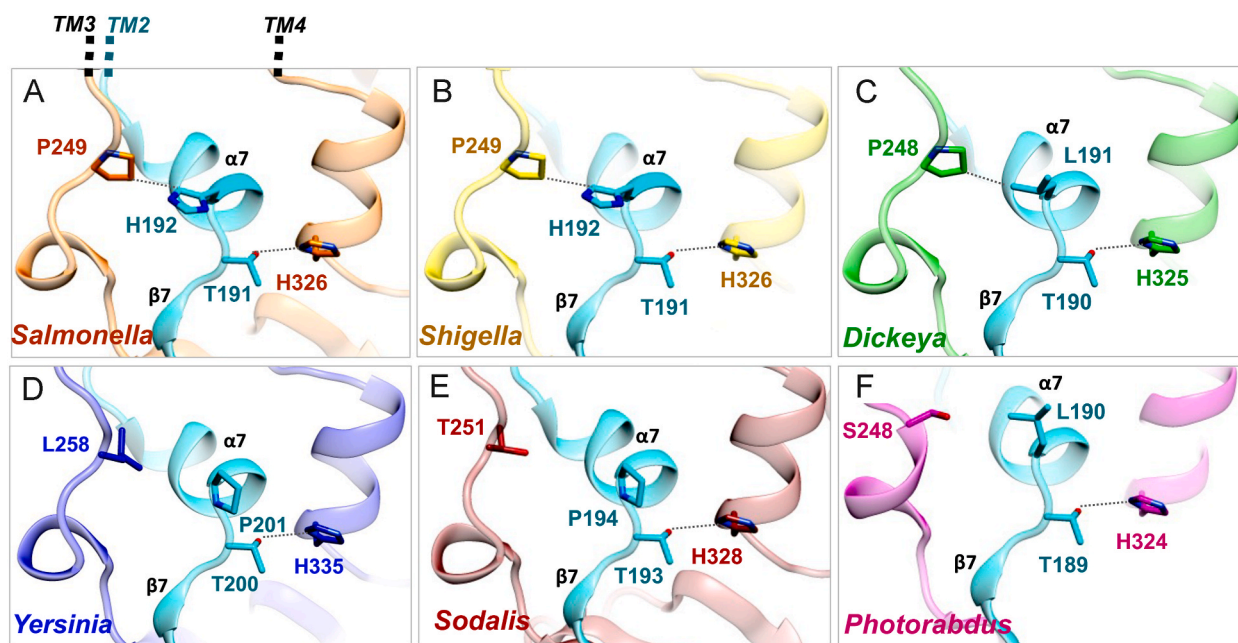 TM3 TM2 TM4
A
P249
α7
H192
T191
H326
β7
Salmonella
B
P249
α7
H192
T191
H326
β7
Shigella
C
P248
α7
L191
T190
H325
β7
Dickeya
D
L258
α7
P201
T200
H335
β7
Yersinia
E
T251
α7
P194
T193
H328
β7
Sodalis
F
S248
α7
L190
T189
H324
β7
Photorabdus